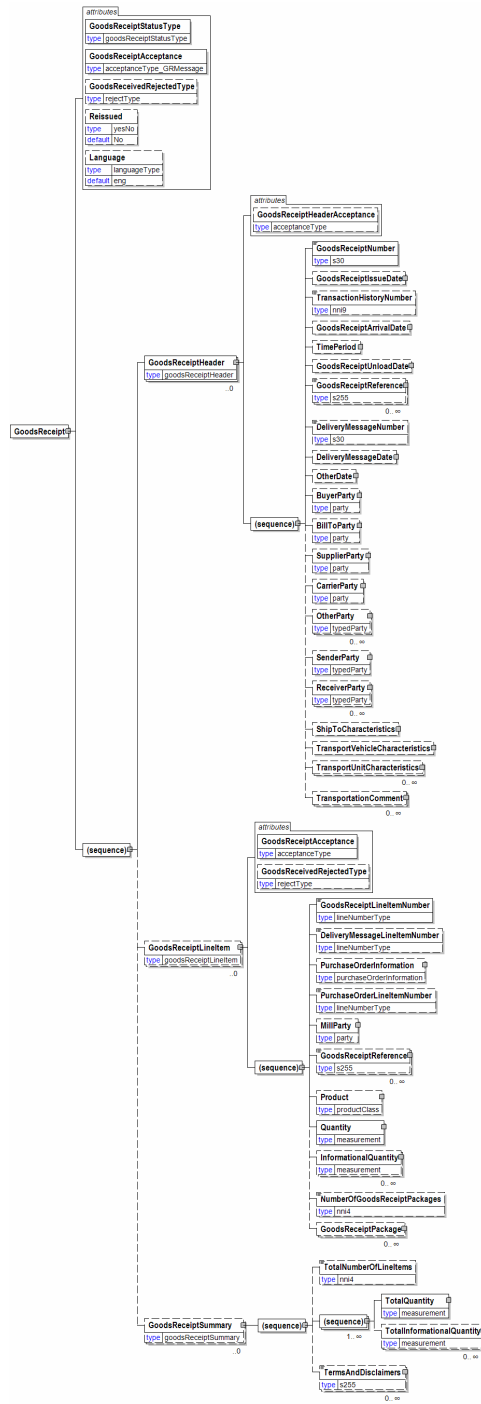 attributes
GoodsReceiptStatusType
type goodsReceiptStatusType
GoodsReceiptAcceptance
type acceptanceType_GRMessage
GoodsReceivedRejectedType
type rejectType
Reissued
type yesNo
default No
Language
type languageType
default eng
GoodsReceipt
GoodsReceiptHeader
type goodsReceiptHeader
..0
attributes
GoodsReceiptHeaderAcceptance
type acceptanceType
(sequence)
GoodsReceiptNumber
type s30
GoodsReceiptIssueDate
TransactionHistoryNumber
type nni9
GoodsReceiptArrivalDate
TimePeriod
GoodsReceiptUnloadDate
GoodsReceiptReference
type s255
0.. ∞
DeliveryMessageNumber
type s30
DeliveryMessageDate
OtherDate
BuyerParty
type party
BillToParty
type party
SupplierParty
type party
CarrierParty
type party
OtherParty
type typedParty
0.. ∞
SenderParty
type typedParty
ReceiverParty
type typedParty
0.. ∞
ShipToCharacteristics
TransportVehicleCharacteristics
TransportUnitCharacteristics
0.. ∞
TransportationComment
0.. ∞
(sequence)
attributes
GoodsReceiptAcceptance
type acceptanceType
GoodsReceivedRejectedType
type rejectType
GoodsReceiptLineItem
type goodsReceiptLineItem
..0
(sequence)
GoodsReceiptLineItemNumber
type lineNumberType
DeliveryMessageLineItemNumber
type lineNumberType
PurchaseOrderInformation
type purchaseOrderInformation
PurchaseOrderLineItemNumber
type lineNumberType
MillParty
type party
GoodsReceiptReference
type s255
0.. ∞
Product
type productClass
Quantity
type measurement
InformationalQuantity
type measurement
0.. ∞
NumberOfGoodsReceiptPackages
type nni4
GoodsReceiptPackage
0.. ∞
GoodsReceiptSummary
type goodsReceiptSummary
..0
(sequence)
TotalNumberOfLineItems
type nni4
(sequence)
1.. ∞
TotalQuantity
type measurement
TotalInformationalQuantity
type measurement
0.. ∞
TermsAndDisclaimers
type s255
0.. ∞